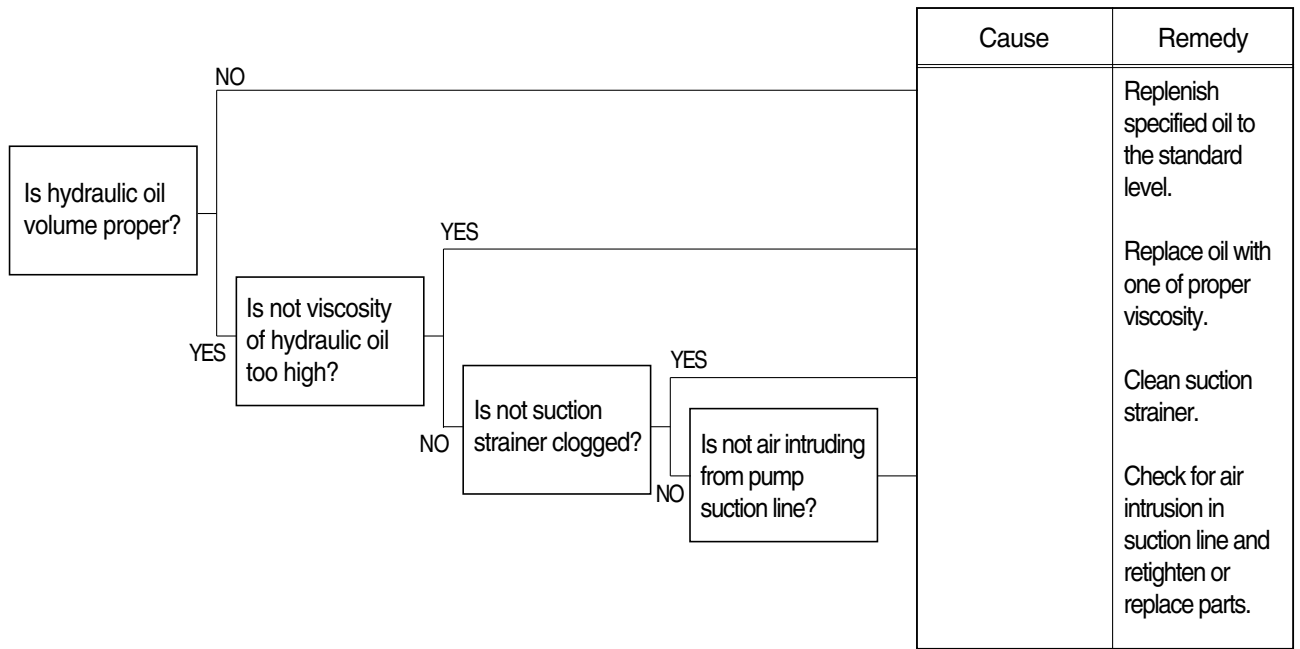 Cause
Remedy
NO
Replenish
specified oil to
the standard
level.
Is hydraulic oil
volume proper?
YES
Replace oil with
one of proper
viscosity.
YES
Is not viscosity
of hydraulic oil
too high?
YES
Clean suction
strainer.
NO
Is not suction
strainer clogged?
NO
Is not air intruding
from pump
suction line?
Check for air
intrusion in
suction line and
retighten or
replace parts.